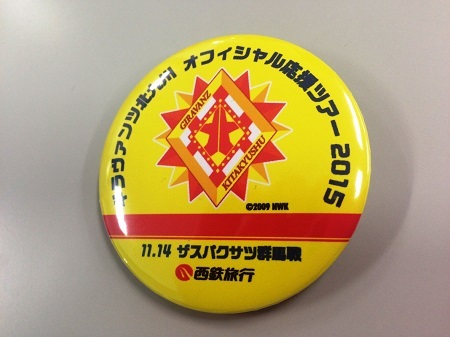 ギラヴァンツ北九州 オフィシャル応援ツアー2015
GIRAVANZ
KITAKYUSHU
©2009 NWK
11.14 ザスパクサツ群馬戦
西鉄旅行